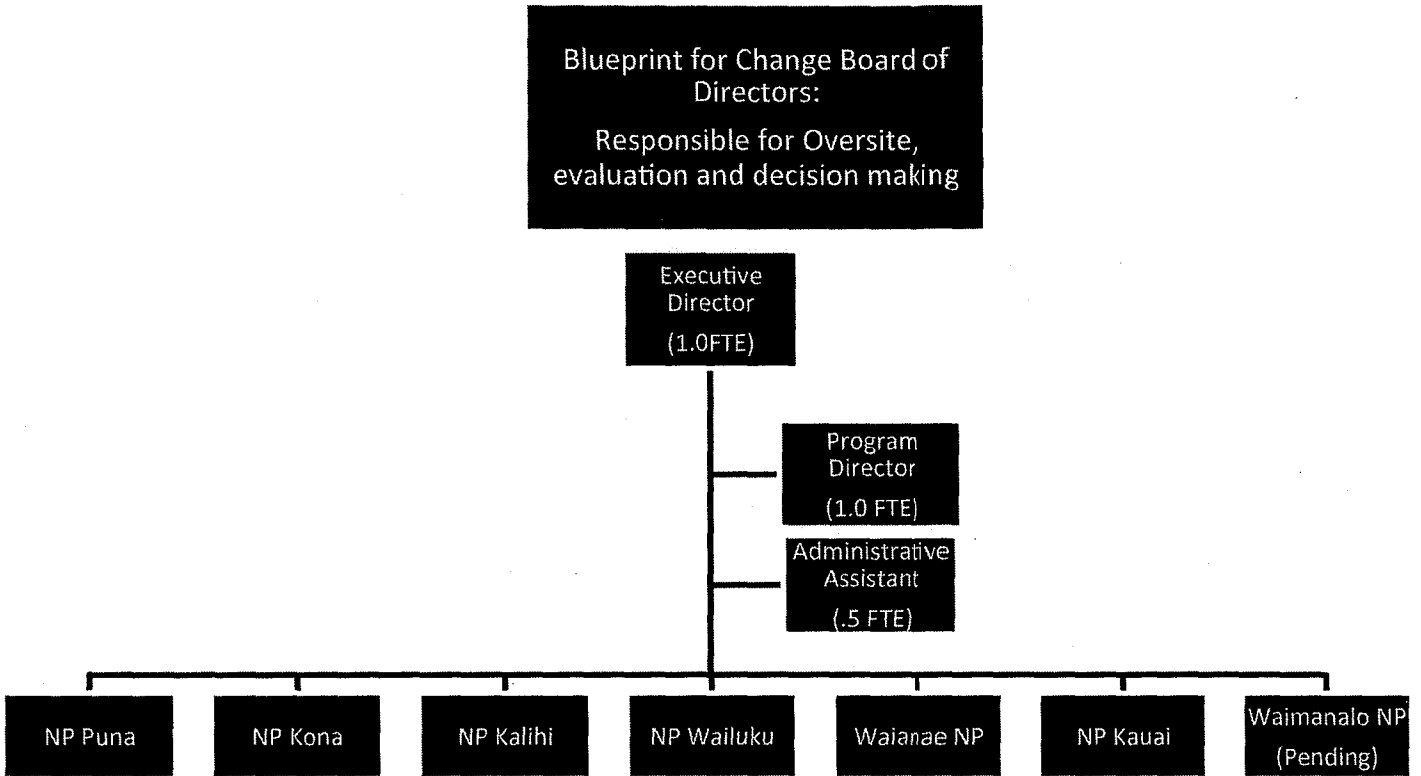 Blueprint for Change Board of
Directors:
Responsible for Oversite,
evaluation and decision making
Executive
Director
(1.0FTE)
Program
Director
(1.0 FTE)
Administrative
Assistant
(.5 FTE)
NP Puna
NP Kona
NP Kalihi
NP Wailuku
Waianae NP
NP Kauai
Waimanalo NP
(Pending)